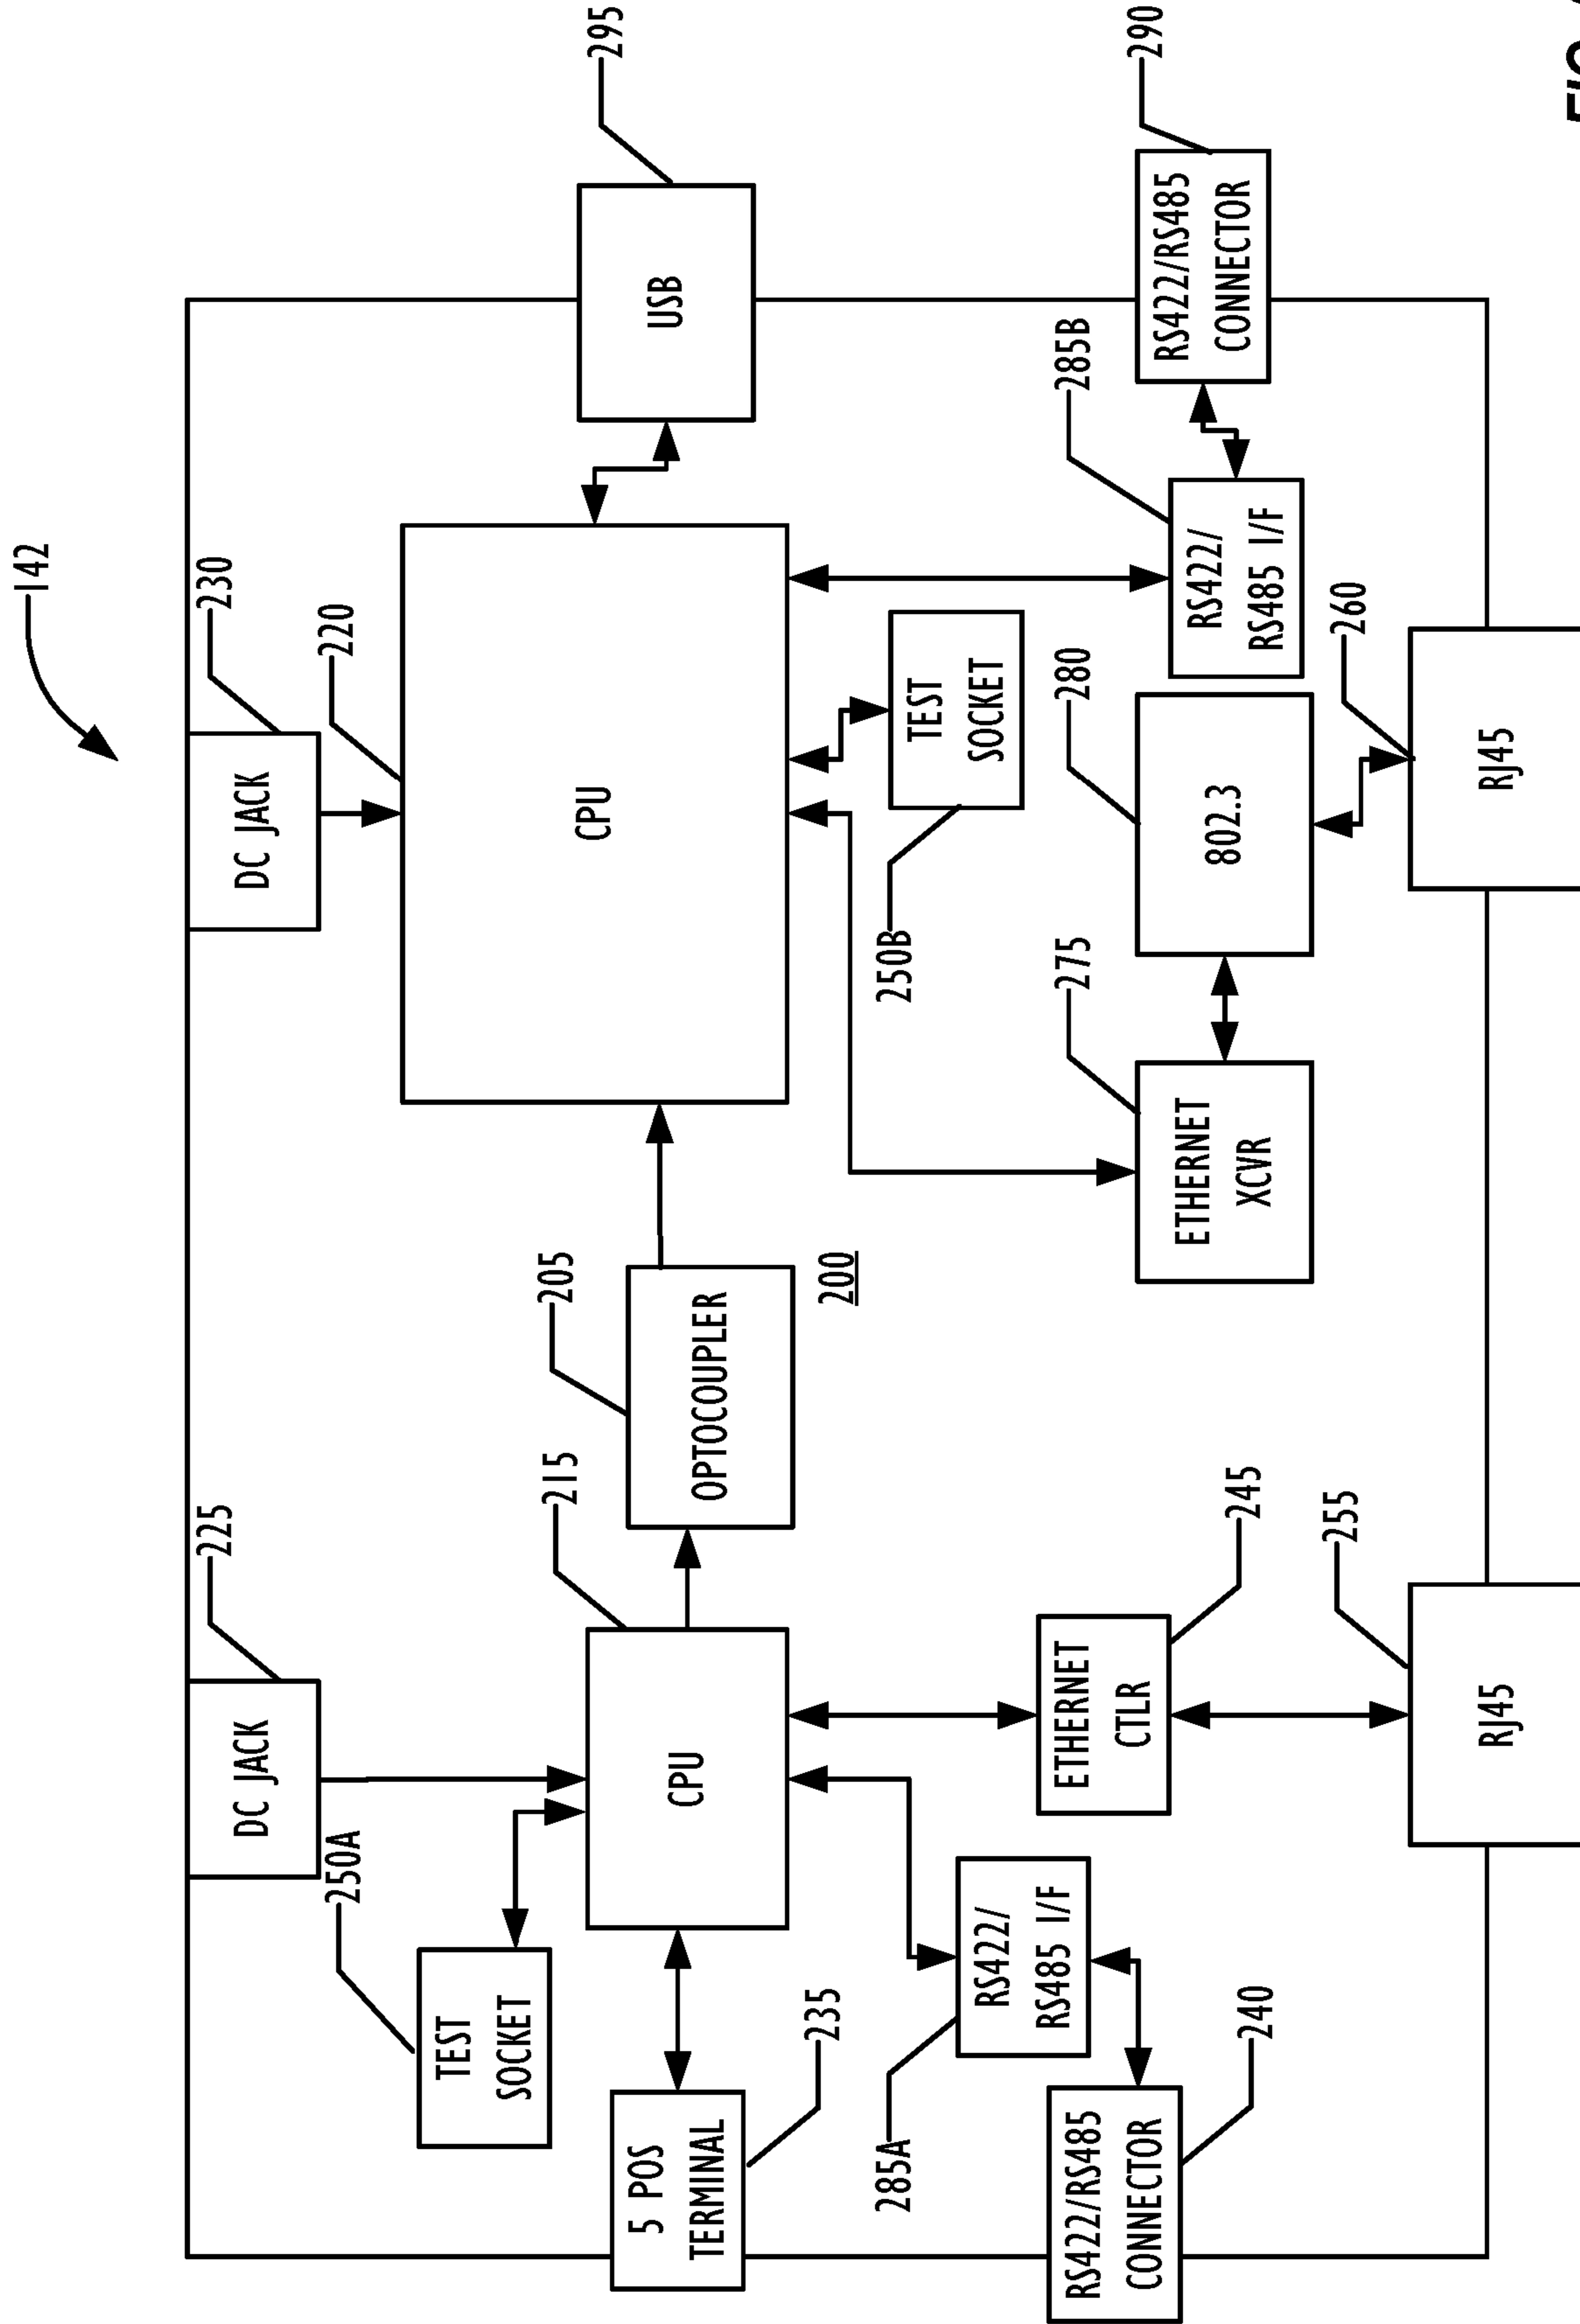 142
DC JACK
225
DC JACK
230
250A
220
TEST
SOCKET
215
205
295
5 POS
TERMINAL
CPU
OPTOCOUPLER
CPU
USB
235
200
285A
250B
TEST
SOCKET
RS422/
RS485 I/F
ETHERNET
CTLR
275
280
285B
290
RS422/RS485
CONNECTOR
240
245
ETHERNET
XCVR
802.3
RS422/
RS485 I/F
RS422/RS485
CONNECTOR
255
260
RJ45
RJ45